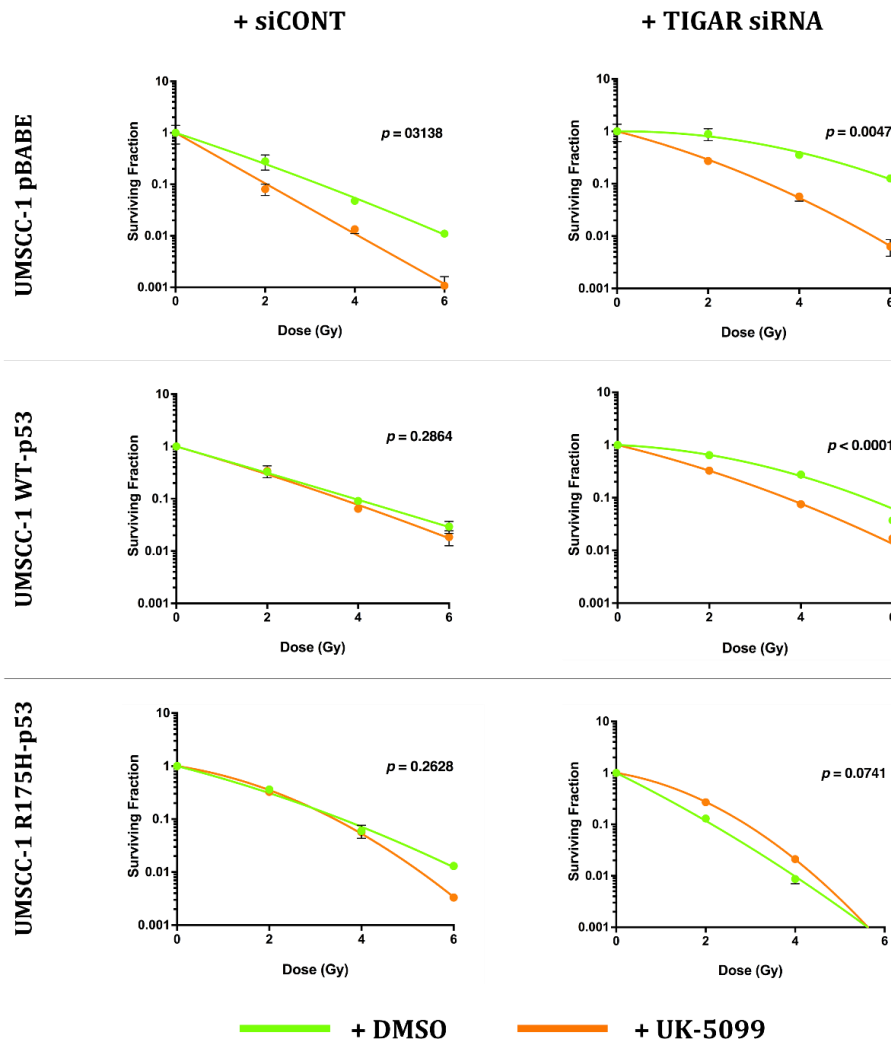 + siCONT
+ TIGAR siRNA
UMSCC-1 pBABE
Surviving Fraction
10
1
0.1
0.01
0.001
p = 03138
0 2 4 6
Dose (Gy)
Surviving Fraction
10
1
0.1
0.01
0.001
p = 0.0047
0 2 4 6
Dose (Gy)
UMSCC-1 WT-p53
Surviving Fraction
10
1
0.1
0.01
0.001
p = 0.2864
0 2 4 6
Dose (Gy)
Surviving Fraction
10
1
0.1
0.01
0.001
p < 0.0001
0 2 4 6
Dose (Gy)
UMSCC-1 R175H-p53
Surviving Fraction
10
1
0.1
0.01
0.001
p = 0.2628
0 2 4 6
Dose (Gy)
Surviving Fraction
10
1
0.1
0.01
0.001
p = 0.0741
0 2 4 6
Dose (Gy)
+ DMSO
+ UK-5099